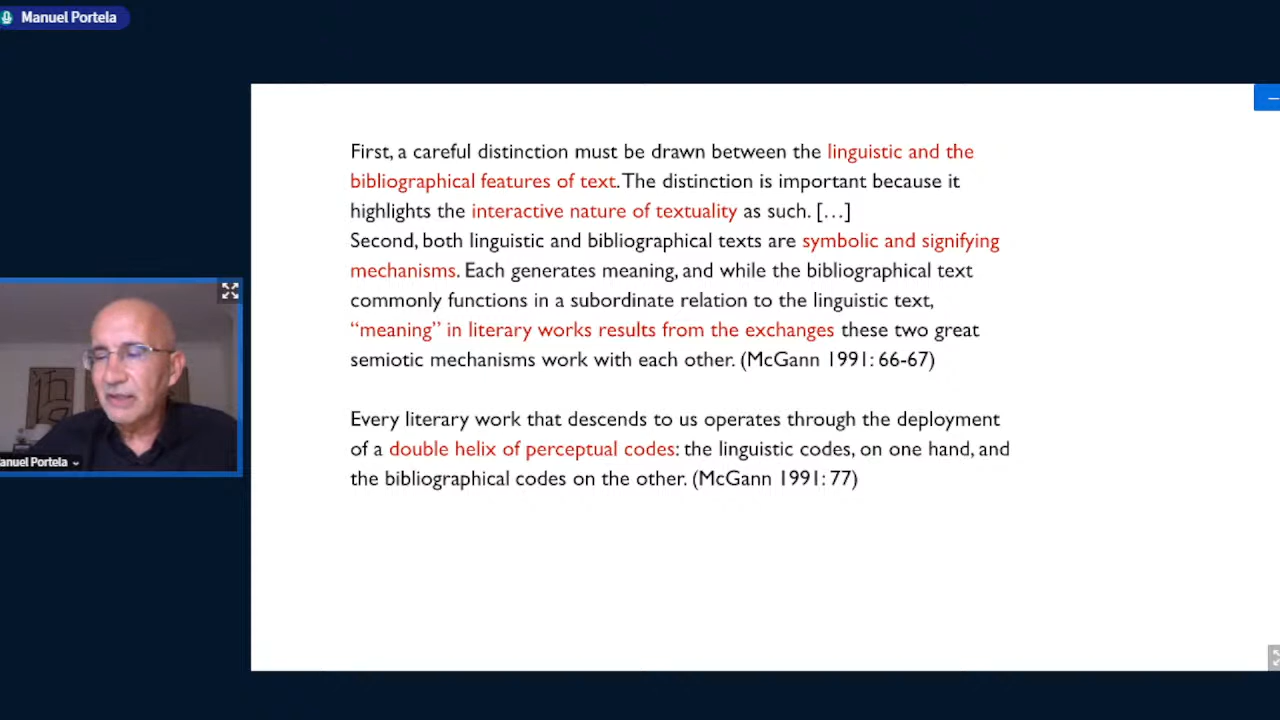 Manuel Portela
First, a careful distinction must be drawn between the linguistic and the
bibliographical features of text. The distinction is important because it
highlights the interactive nature of textuality as such. […]
Second, both linguistic and bibliographical texts are symbolic and signifying
mechanisms. Each generates meaning, and while the bibliographical text
commonly functions in a subordinate relation to the linguistic text,
“meaning” in literary works results from the exchanges these two great
semiotic mechanisms work with each other. (McGann 1991: 66-67)
Every literary work that descends to us operates through the deployment
of a double helix of perceptual codes: the linguistic codes, on one hand, and
the bibliographical codes on the other. (McGann 1991: 77)
anuel Portela